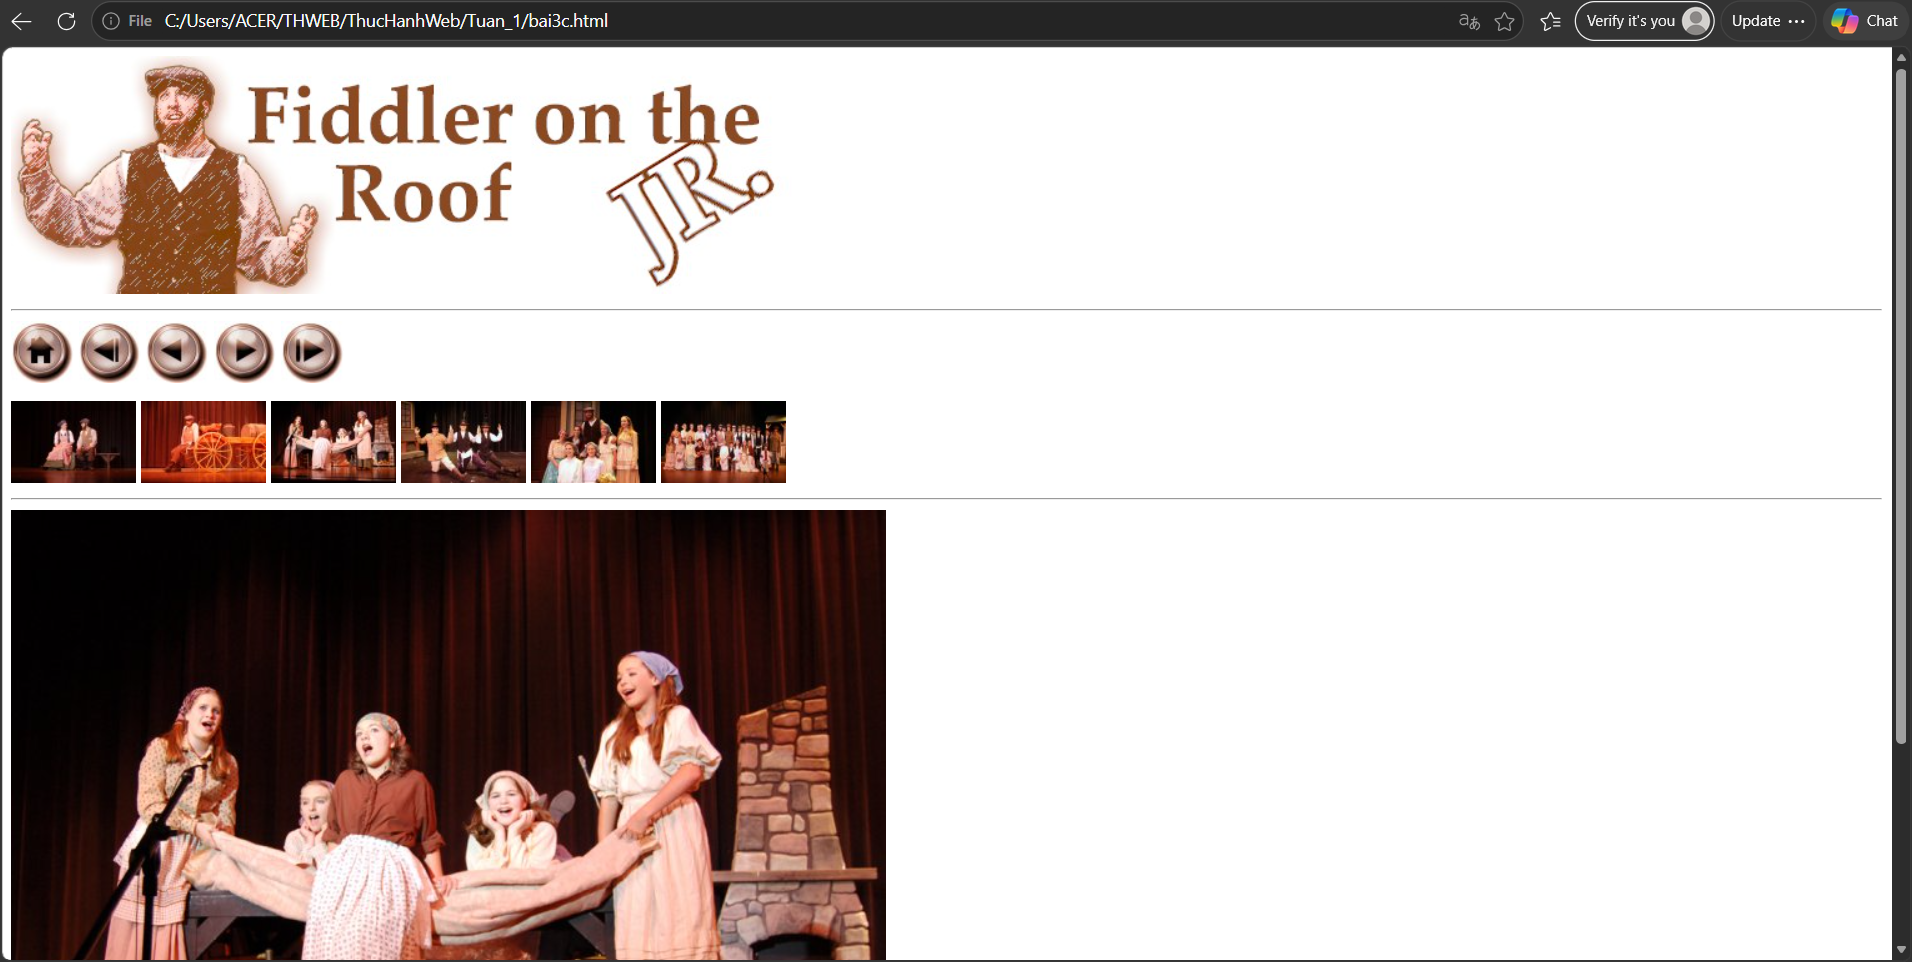 File C:/Users/ACER/THWEB/ThucHanhWeb/Tuan_1/bai3c.html Verify it's you Update Chat
Fiddler on the
Roof JR.